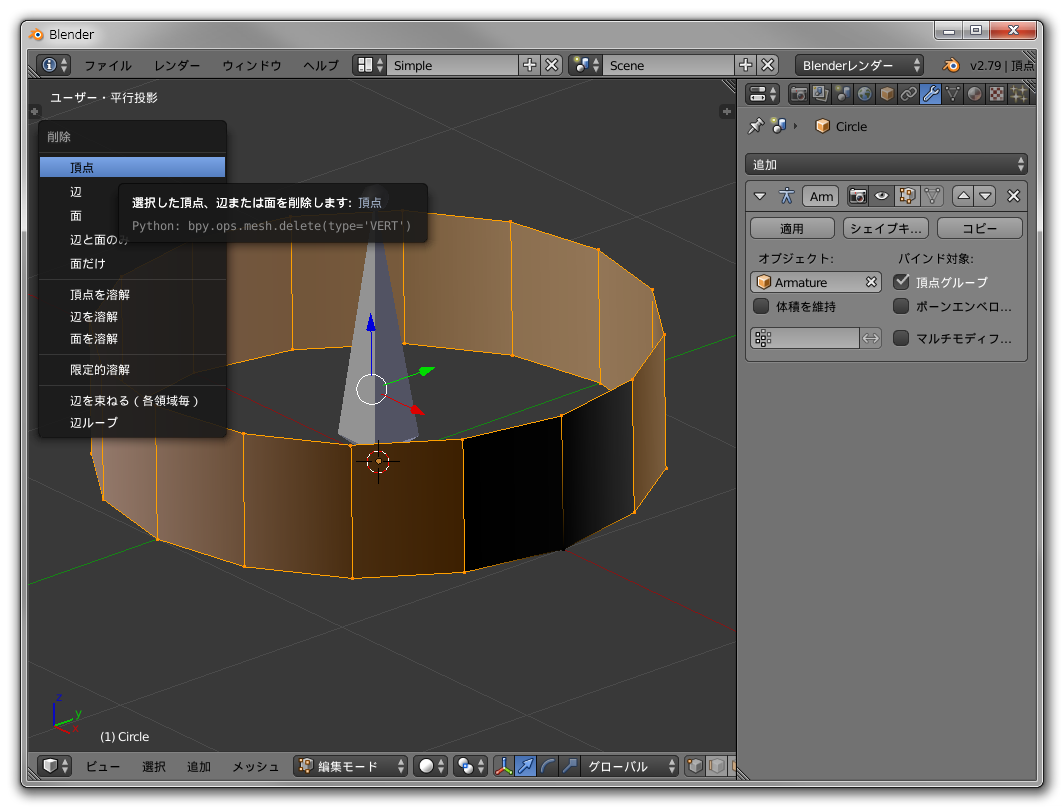 Blender
ファイル レンダー ウィンドウ ヘルプ Simple Scene Blenderレンダー v2.79 | 頂点
ユーザー・平行投影
削除
頂点
辺
面
辺と面のみ
面だけ
頂点を溶解
辺を溶解
面を溶解
限定的溶解
辺を束ねる ( 各領域毎 )
辺ループ
選択した頂点、辺または面を削除します: 頂点
Python: bpy.ops.mesh.delete(type='VERT')
z
y
x
(1) Circle
ビュー 選択 追加 メッシュ 編集モード グローバル
Circle
追加
Arm
適用 シェイプキ... コピー
オブジェクト: バインド対象:
Armature 頂点グループ
体積を維持 ボーンエンベロ...
マルチモディフ...